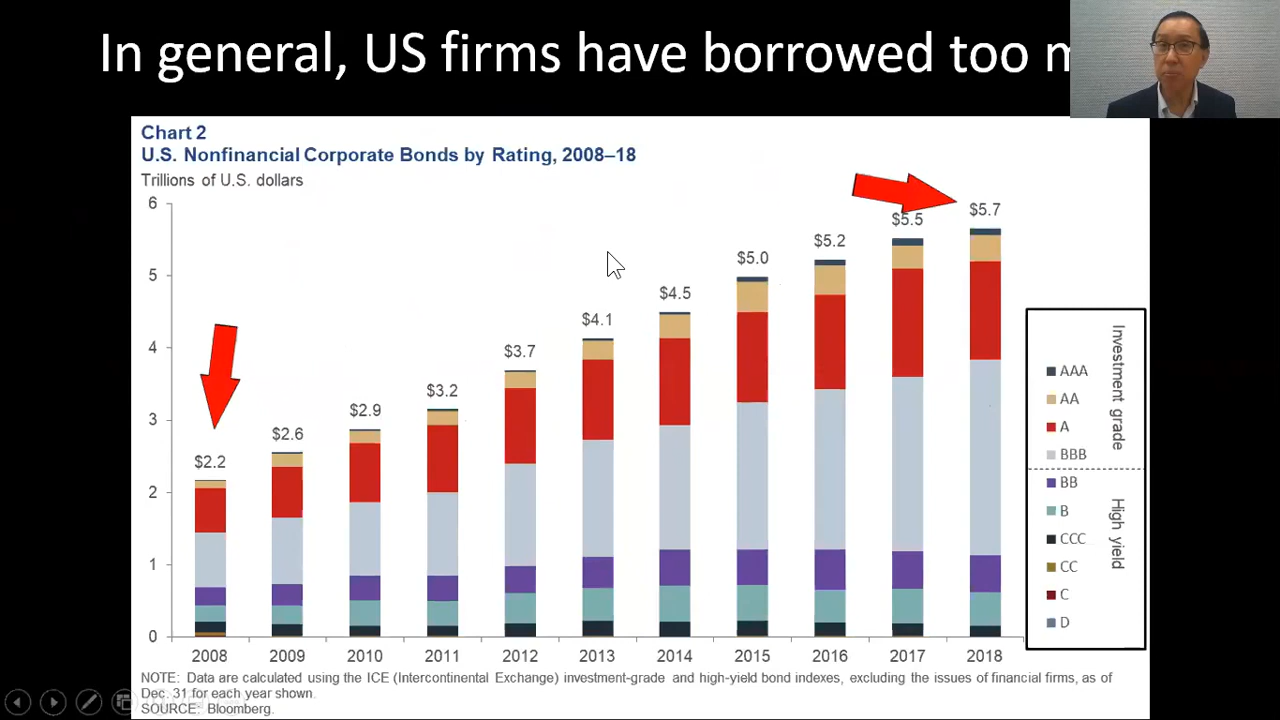 In general, US firms have borrowed too
Chart 2
U.S. Nonfinancial Corporate Bonds by Rating, 2008–18
Trillions of U.S. dollars
6
5
4
3
2
1
0
$2.2
$2.6
$2.9
$3.2
$3.7
$4.1
$4.5
$5.0
$5.2
$5.5
$5.7
2008 2009 2010 2011 2012 2013 2014 2015 2016 2017 2018
Investment grade
AAA
AA
A
BBB
High yield
BB
B
CCC
CC
C
D
NOTE: Data are calculated using the ICE (Intercontinental Exchange) investment-grade and high-yield bond indexes, excluding the issues of financial firms, as of
Dec. 31 for each year shown.
SOURCE: Bloomberg.